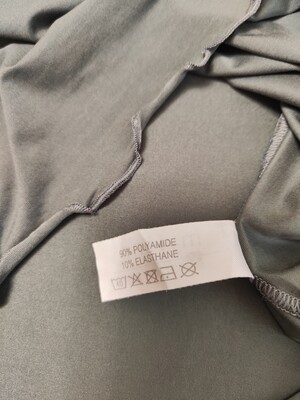 90% POLYAMIDE
10% ELASTHANE